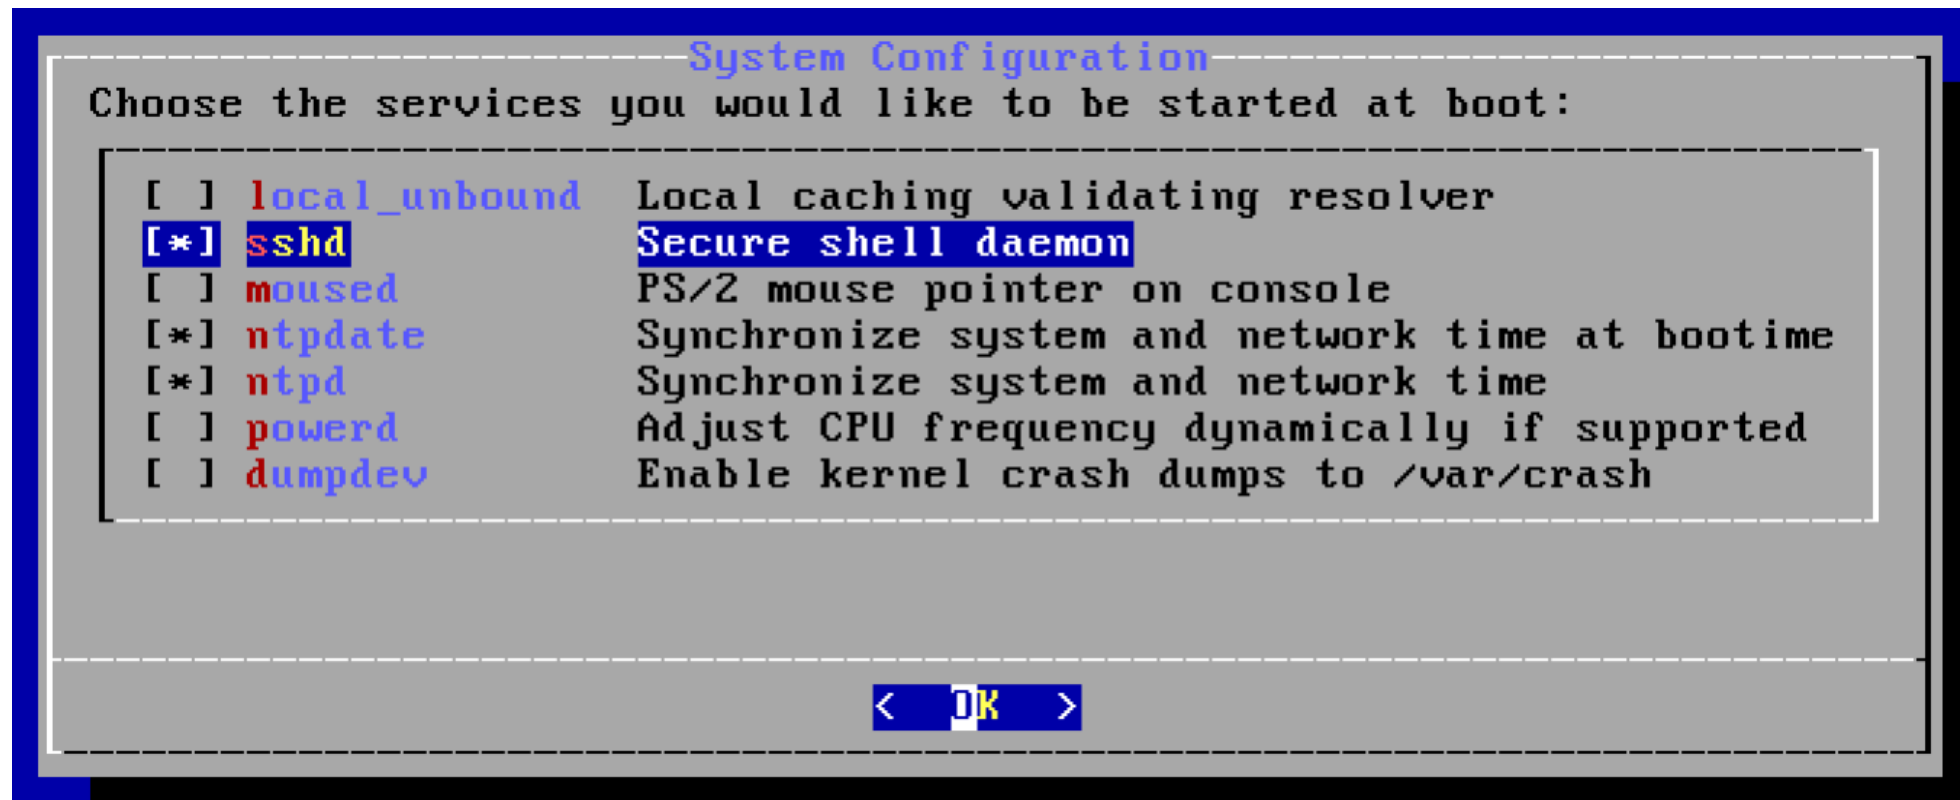 System Configuration
Choose the services you would like to be started at boot:
[ ] local_unbound Local caching validating resolver
[*] sshd Secure shell daemon
[ ] moused PS/2 mouse pointer on console
[*] ntpdate Synchronize system and network time at bootime
[*] ntpd Synchronize system and network time
[ ] powerd Adjust CPU frequency dynamically if supported
[ ] dumpdev Enable kernel crash dumps to /var/crash
< OK >